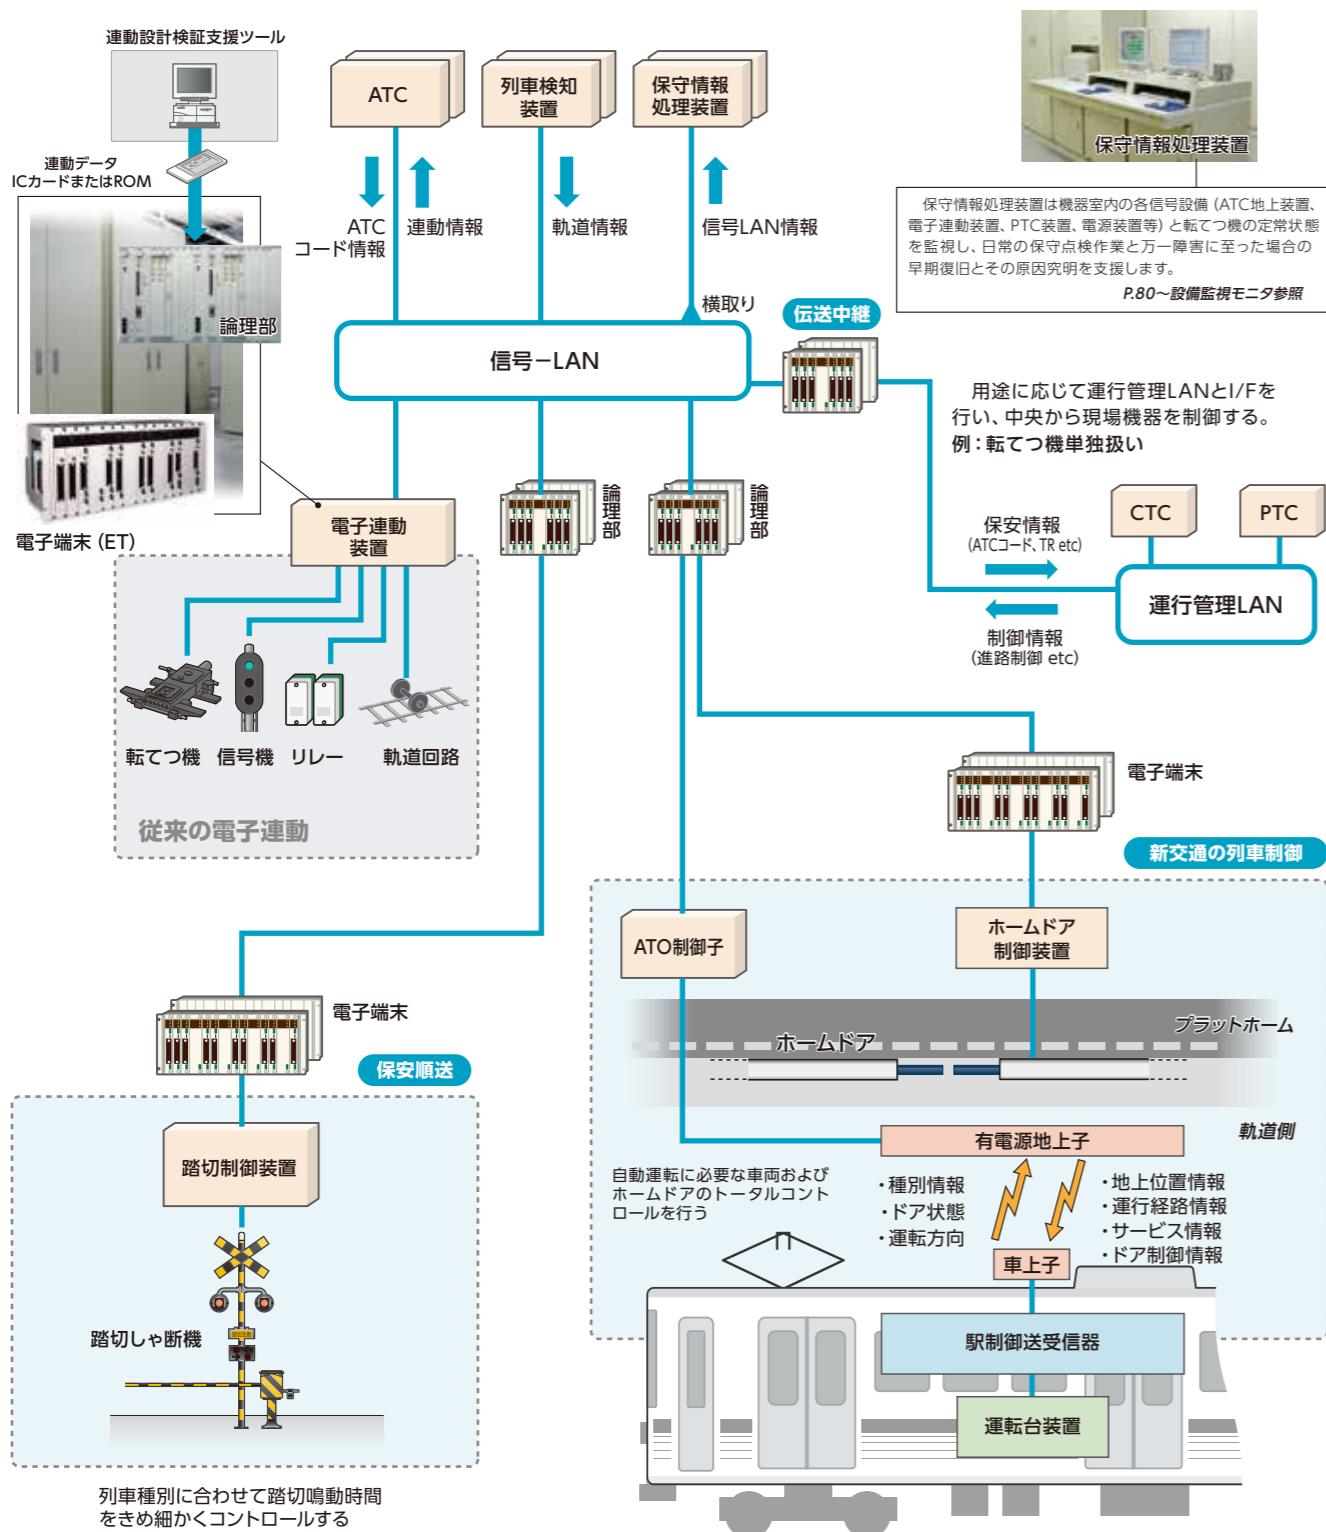 連動設計検証支援ツール
連動データ
ICカードまたはROM
論理部
電子端末（ET）
ATC
列車検知
装置
保守情報
処理装置
ATC
コード情報
連動情報
軌道情報
信号LAN情報
横取り
信号－LAN
伝送中継
保守情報処理装置
保守情報処理装置は機器室内の各信号設備（ATC地上装置、
電子連動装置、PTC装置、電源装置等）と転てつ機の定常状態
を監視し、日常の保守点検作業と万一障害に至った場合の
早期復旧とその原因究明を支援します。
P.80～設備監視モニタ参照
用途に応じて運行管理LANとI/Fを
行い、中央から現場機器を制御する。
例：転てつ機単独扱い
電子連動
装置
論理部
論理部
保安情報
(ATCコード、TR etc)
制御情報
(進路制御 etc)
CTC
PTC
運行管理LAN
転てつ機
信号機
リレー
軌道回路
従来の電子連動
電子端末
新交通の列車制御
ATO制御子
ホームドア
制御装置
プラットホーム
ホームドア
軌道側
有電源地上子
自動運転に必要な車両および
ホームドアのトータルコント
ロールを行う
・種別情報
・ドア状態
・運転方向
・地上位置情報
・運行経路情報
・サービス情報
・ドア制御情報
車上子
駅制御送受信器
運転台装置
電子端末
保安順送
踏切制御装置
踏切しゃ断機
列車種別に合わせて踏切鳴動時間
をきめ細かくコントロールする